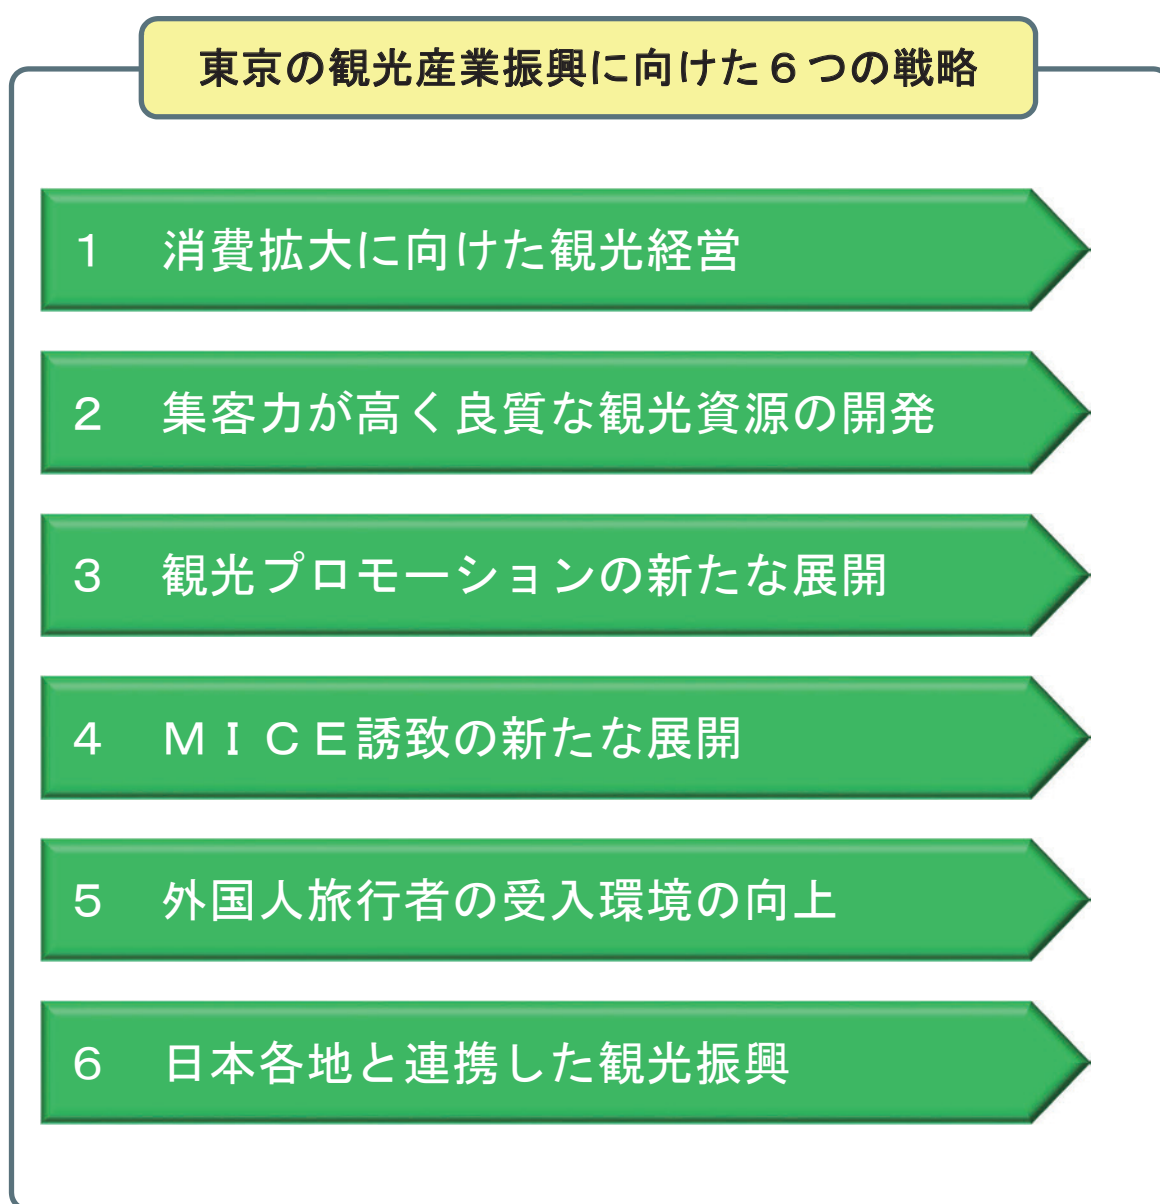 東京の観光産業振興に向けた６つの戦略
１　消費拡大に向けた観光経営
２　集客力が高く良質な観光資源の開発
３　観光プロモーションの新たな展開
４　ＭＩＣＥ誘致の新たな展開
５　外国人旅行者の受入環境の向上
６　日本各地と連携した観光振興